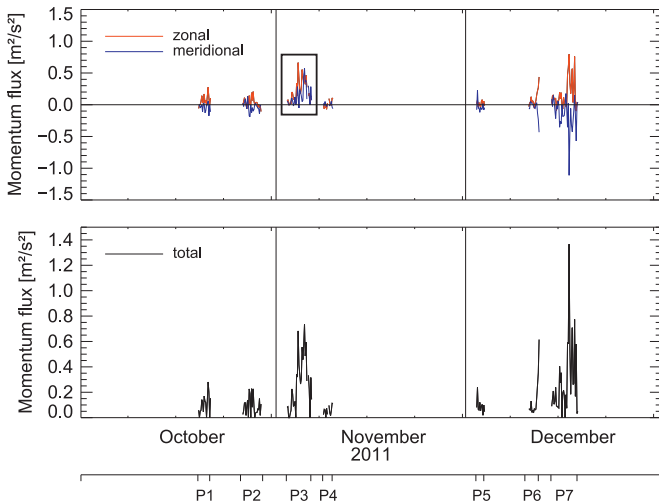 Momentum flux [m²/s²]
1.5
1.0
0.5
0.0
−0.5
−1.0
−1.5
zonal
meridional
Momentum flux [m²/s²]
1.4
1.2
1.0
0.8
0.6
0.4
0.2
0.0
total
October November December
2011
P1 P2 P3 P4 P5 P6 P7